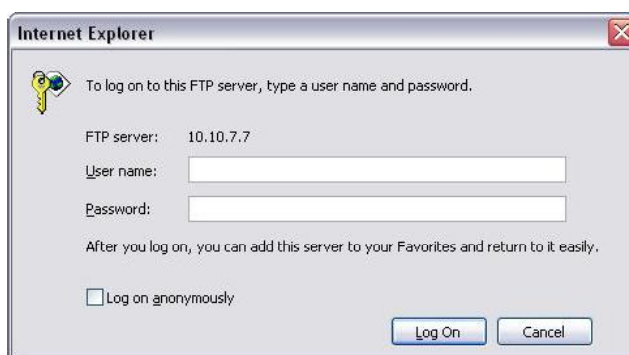 Internet Explorer
To log on to this FTP server, type a user name and password.
FTP server: 10.10.7.7
User name:
Password:
After you log on, you can add this server to your Favorites and return to it easily.
Log on anonymously
Log On Cancel